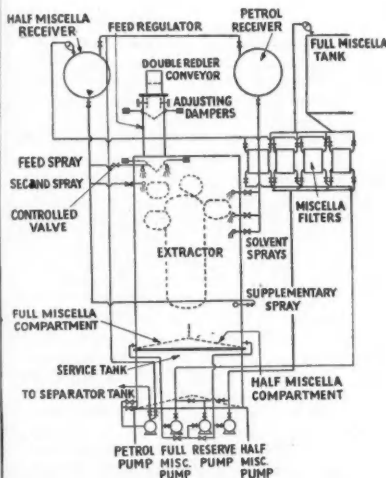 HALF MISCELLA
RECEIVER
FEED REGULATOR
PETROL
RECEIVER
FULL MISCELLA
TANK
DOUBLE REDLER
CONVEYOR
ADJUSTING
DAMPERS
FEED SPRAY
SECOND SPRAY
CONTROLLED
VALVE
MISCELLA
FILTERS
EXTRACTOR
SOLVENT
SPRAYS
FULL MISCELLA
COMPARTMENT
SUPPLEMENTARY
SPRAY
SERVICE TANK
HALF MISCELLA
COMPARTMENT
TO SEPARATOR TANK
PETROL
PUMP
FULL
MISC.
PUMP
RESERVE
PUMP
HALF
MISC.
PUMP